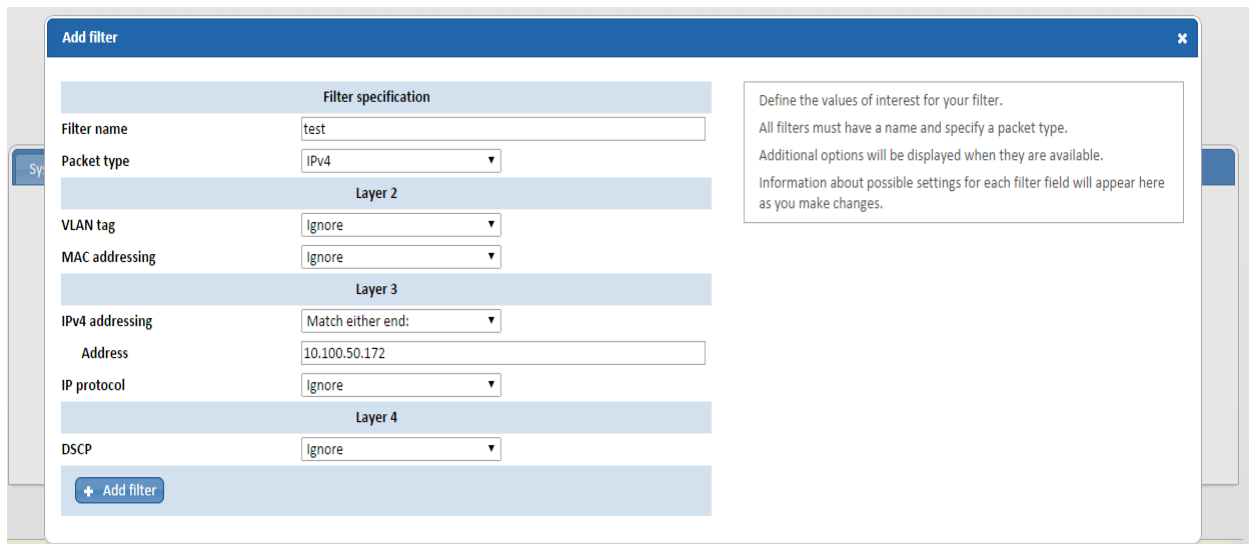 Add filter
Filter specification
Filter name test
Packet type IPv4
Layer 2
VLAN tag Ignore
MAC addressing Ignore
Layer 3
IPv4 addressing Match either end:
Address 10.100.50.172
IP protocol Ignore
Layer 4
DSCP Ignore
+ Add filter
Define the values of interest for your filter.
All filters must have a name and specify a packet type.
Additional options will be displayed when they are available.
Information about possible settings for each filter field will appear here
as you make changes.
Sy